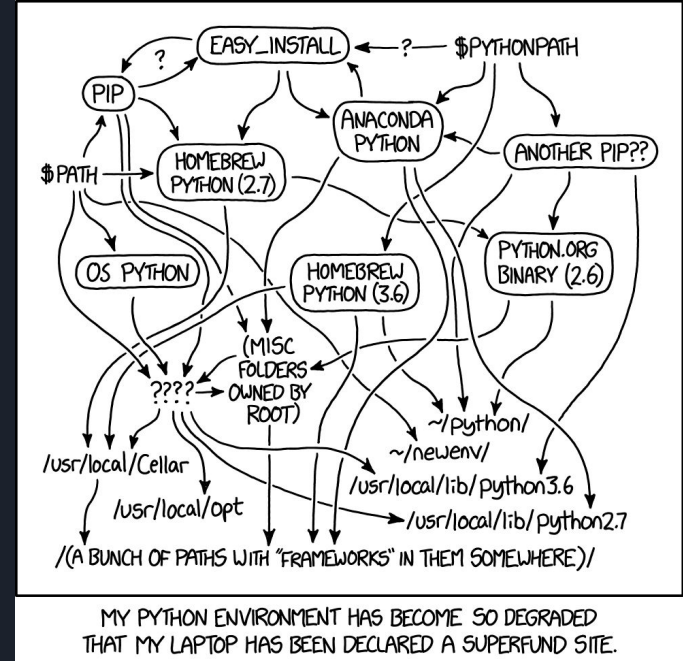 EASY_INSTALL
?
$PYTHONPATH
?
PIP
ANACONDA
PYTHON
ANOTHER PIP??
HOMEBREW
PYTHON (2.7)
$PATH
OS PYTHON
HOMEBREW
PYTHON (3.6)
PYTHON.ORG
BINARY (2.6)
(MISC
FOLDERS
OWNED BY
ROOT)
????
~/python/
~/newenv/
/usr/local/Cellar
/usr/local/lib/python3.6
/usr/local/opt
/usr/local/lib/python2.7
/(A BUNCH OF PATHS WITH "FRAMEWORKS" IN THEM SOMEWHERE)/
MY PYTHON ENVIRONMENT HAS BECOME SO DEGRADED
THAT MY LAPTOP HAS BEEN DECLARED A SUPERFUND SITE.